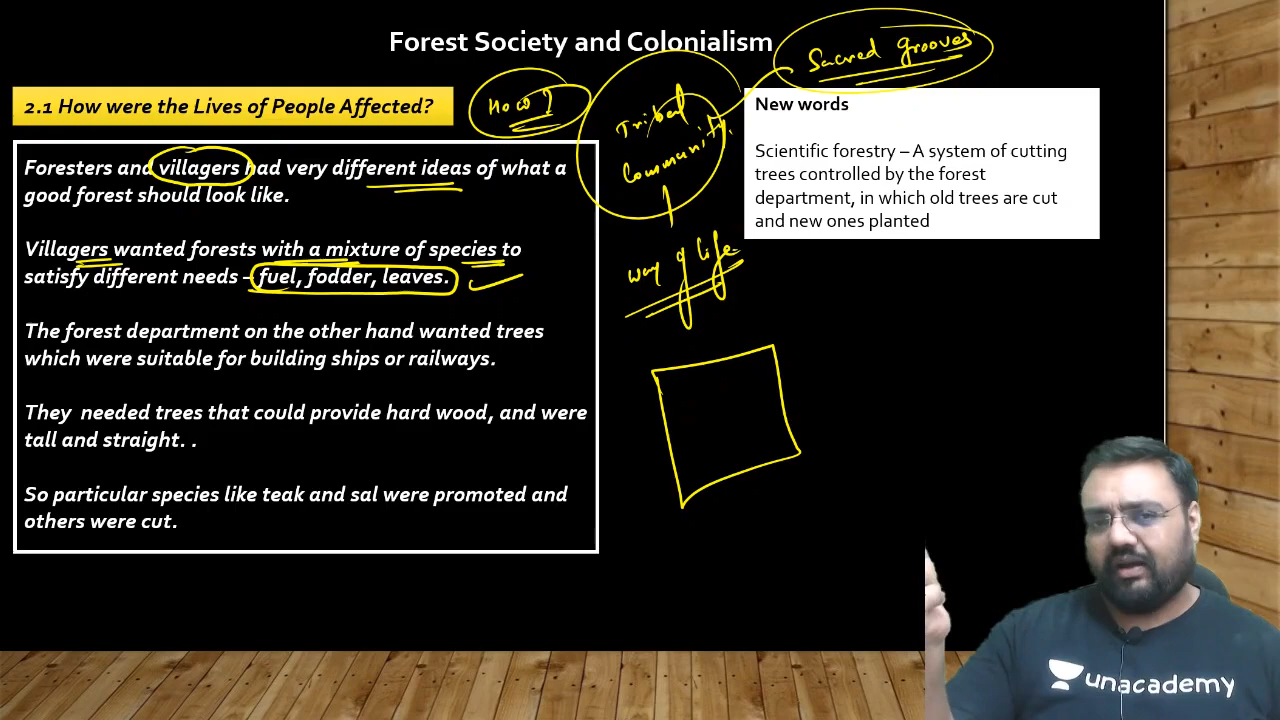 Forest Society and Colonialism
Sacred grooves
2.1 How were the Lives of People Affected?
How?
Tribal
Community.
way of life
New words
Scientific forestry – A system of cutting
trees controlled by the forest
department, in which old trees are cut
and new ones planted
Foresters and villagers had very different ideas of what a
good forest should look like.
Villagers wanted forests with a mixture of species to
satisfy different needs – fuel, fodder, leaves.
The forest department on the other hand wanted trees
which were suitable for building ships or railways.
They needed trees that could provide hard wood, and were
tall and straight. .
So particular species like teak and sal were promoted and
others were cut.
unacademy